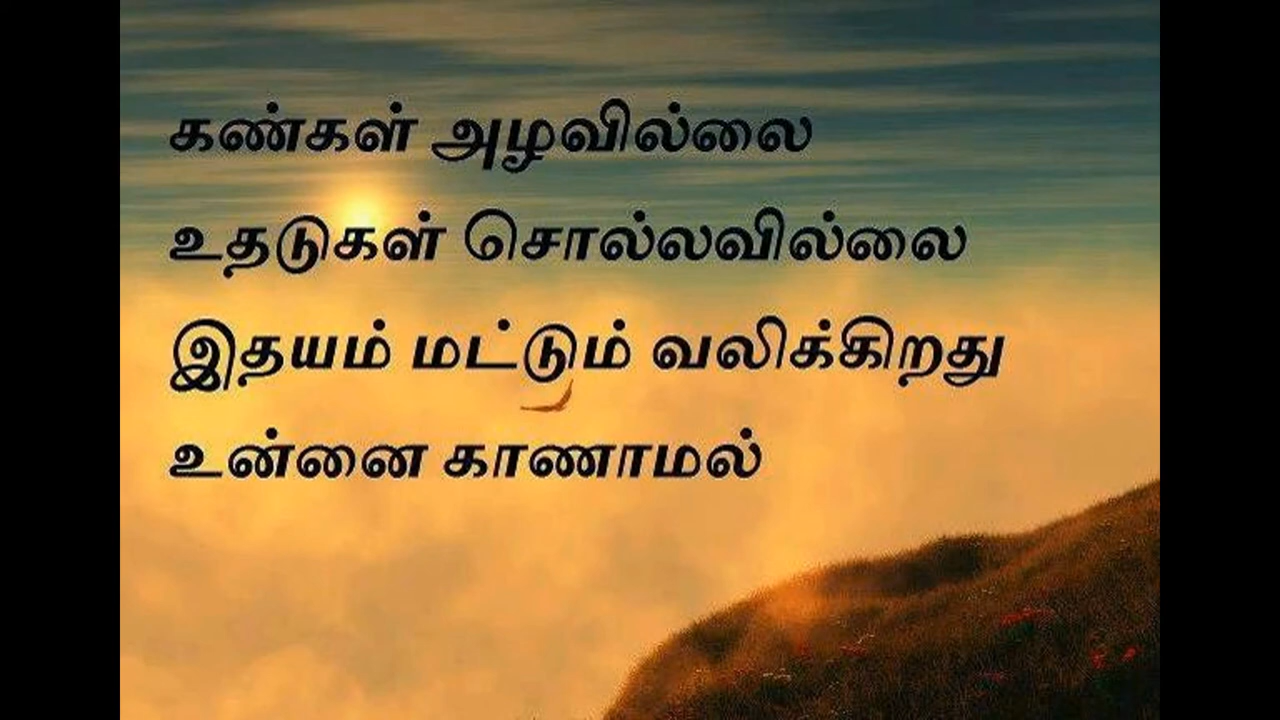 கண்கள் அழவில்லை
உதடுகள் சொல்லவில்லை
இதயம் மட்டும் வலிக்கிறது
உன்னை காணாமல்